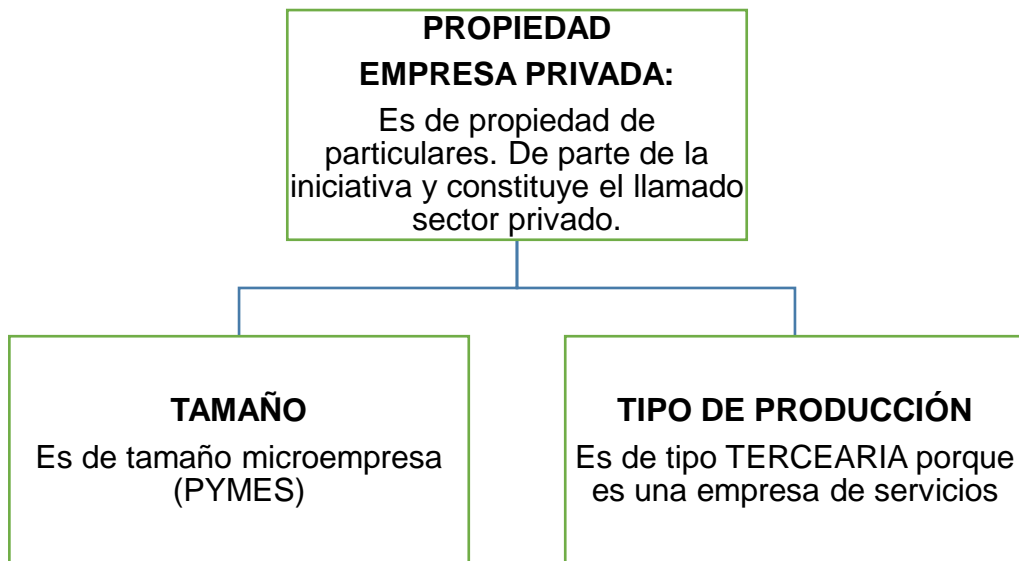 PROPIEDAD
EMPRESA PRIVADA:
Es de propiedad de
particulares. De parte de la
iniciativa y constituye el llamado
sector privado.
TAMAÑO
Es de tamaño microempresa
(PYMES)
TIPO DE PRODUCCIÓN
Es de tipo TERCEARIA porque
es una empresa de servicios